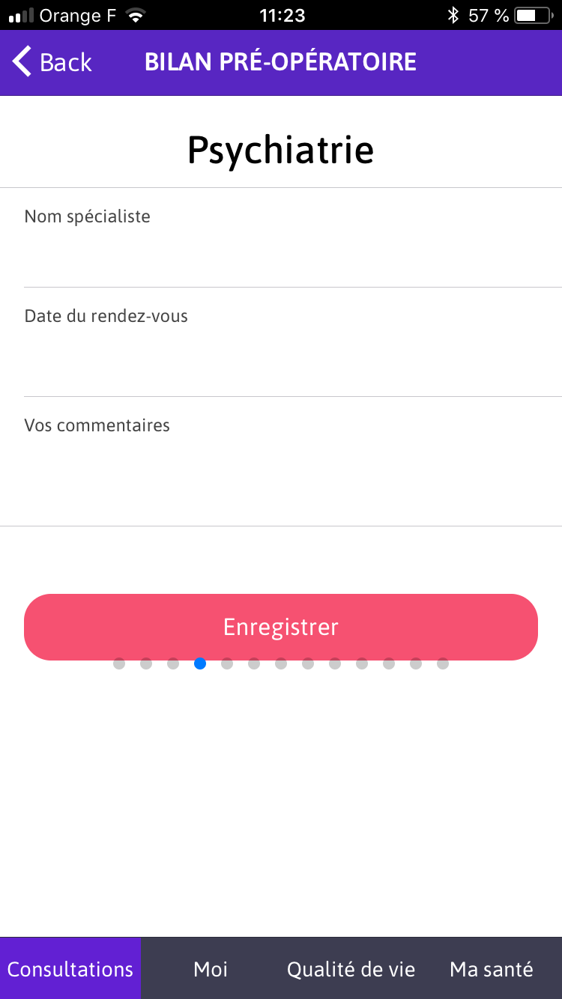 Orange F 11:23 57 %
Back BILAN PRÉ-OPÉRATOIRE
Psychiatrie
Nom spécialiste
Date du rendez-vous
Vos commentaires
Enregistrer
Consultations Moi Qualité de vie Ma santé